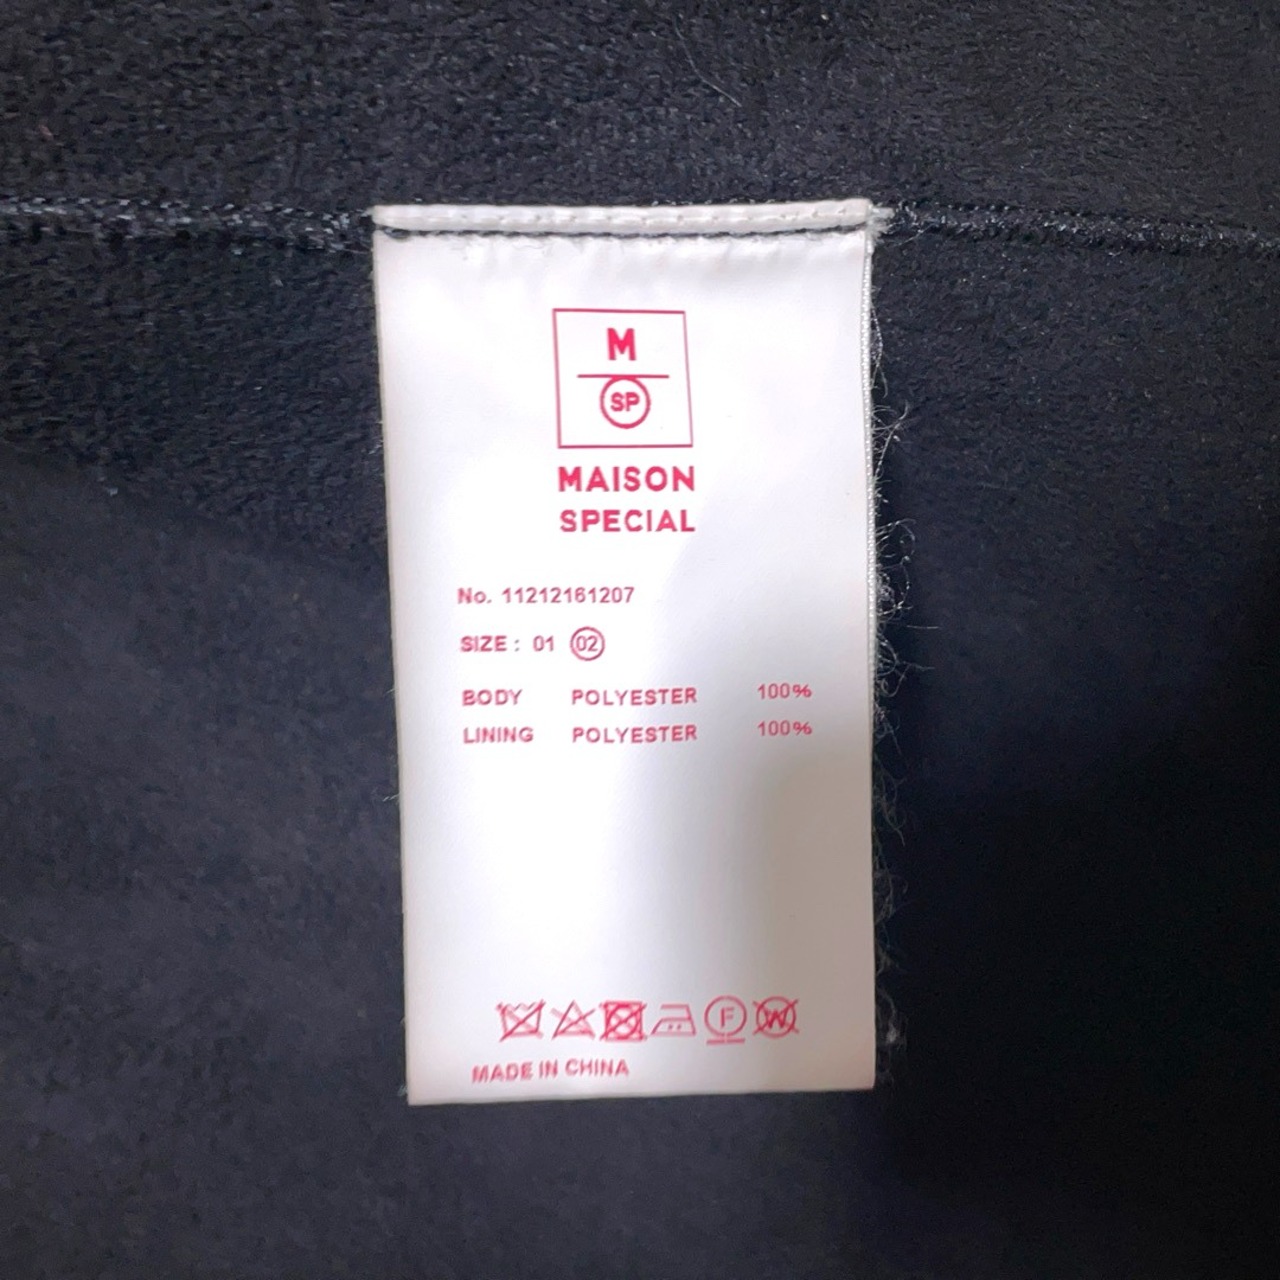 M
SP
MAISON
SPECIAL
No. 11212161207
SIZE : 01 02
BODY POLYESTER 100%
LINING POLYESTER 100%
F W
MADE IN CHINA